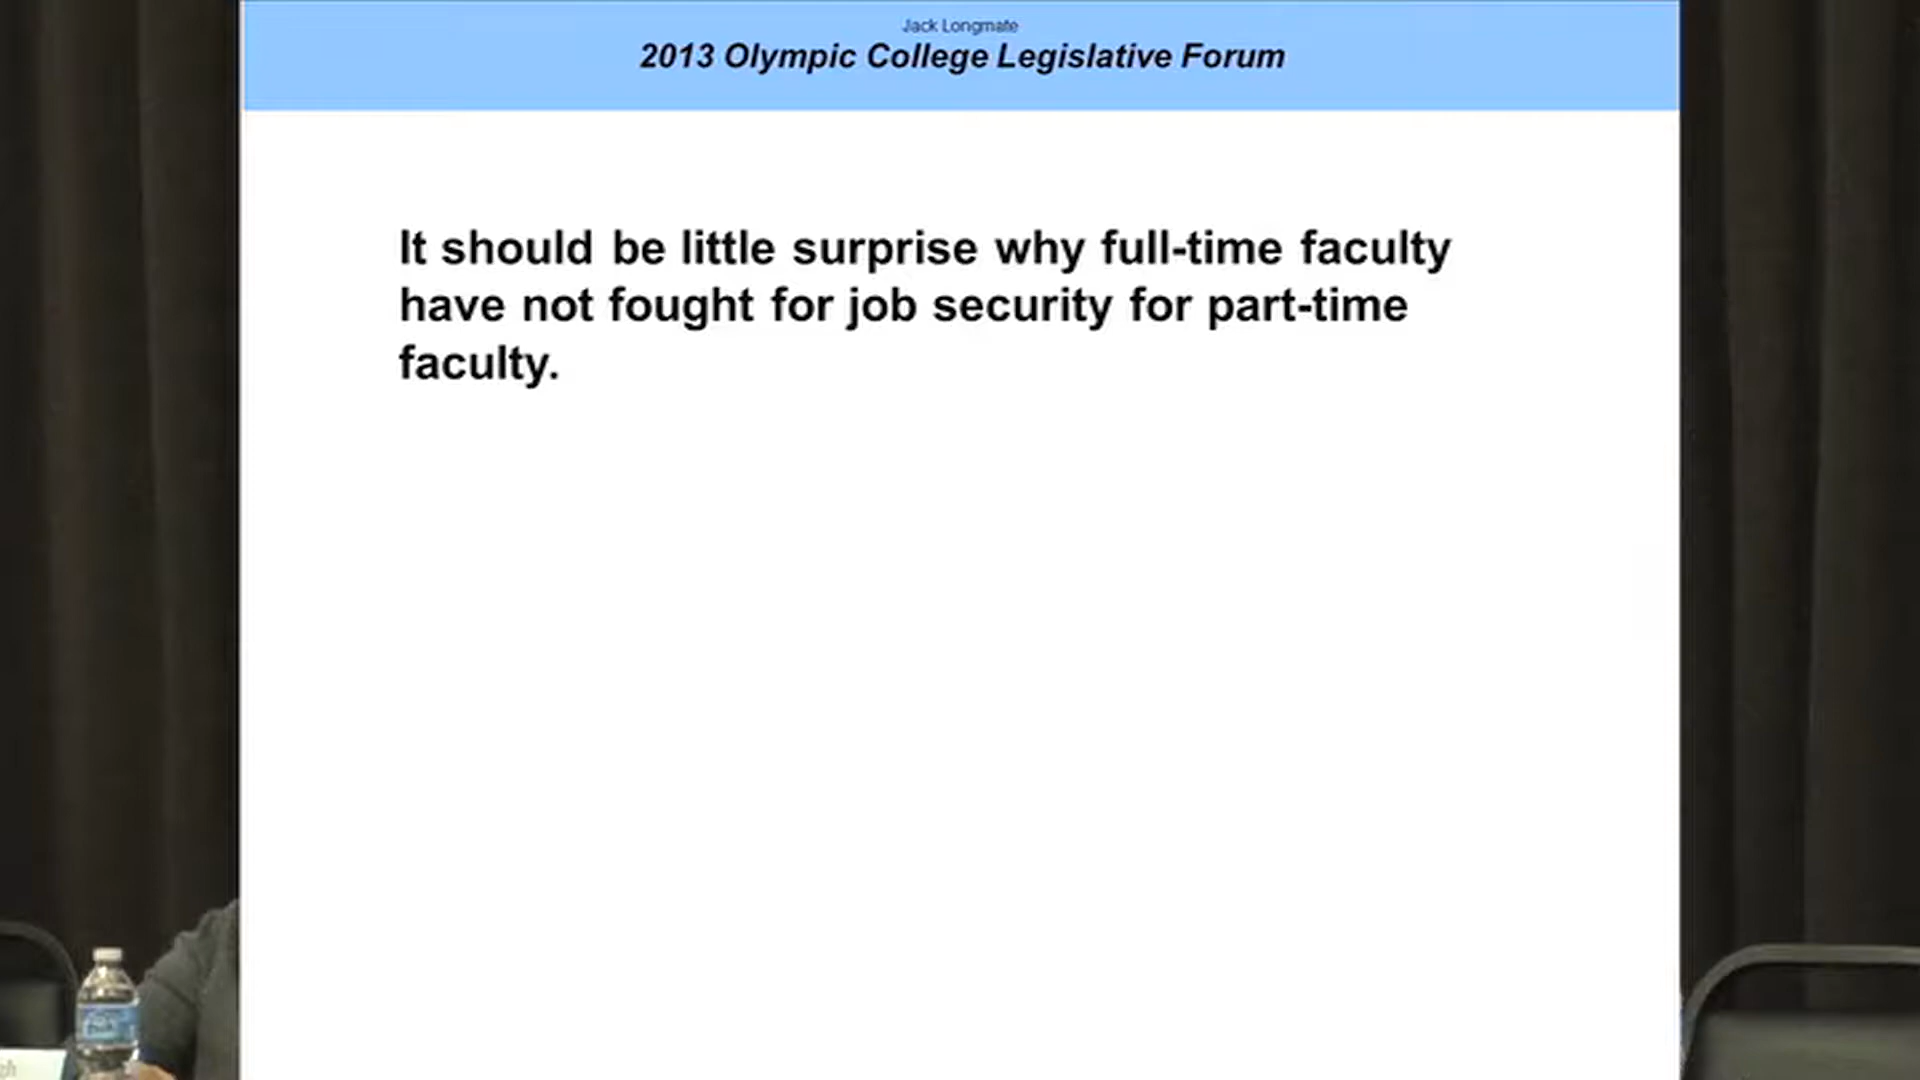 Jack Longmate
2013 Olympic College Legislative Forum
It should be little surprise why full-time faculty
have not fought for job security for part-time
faculty.